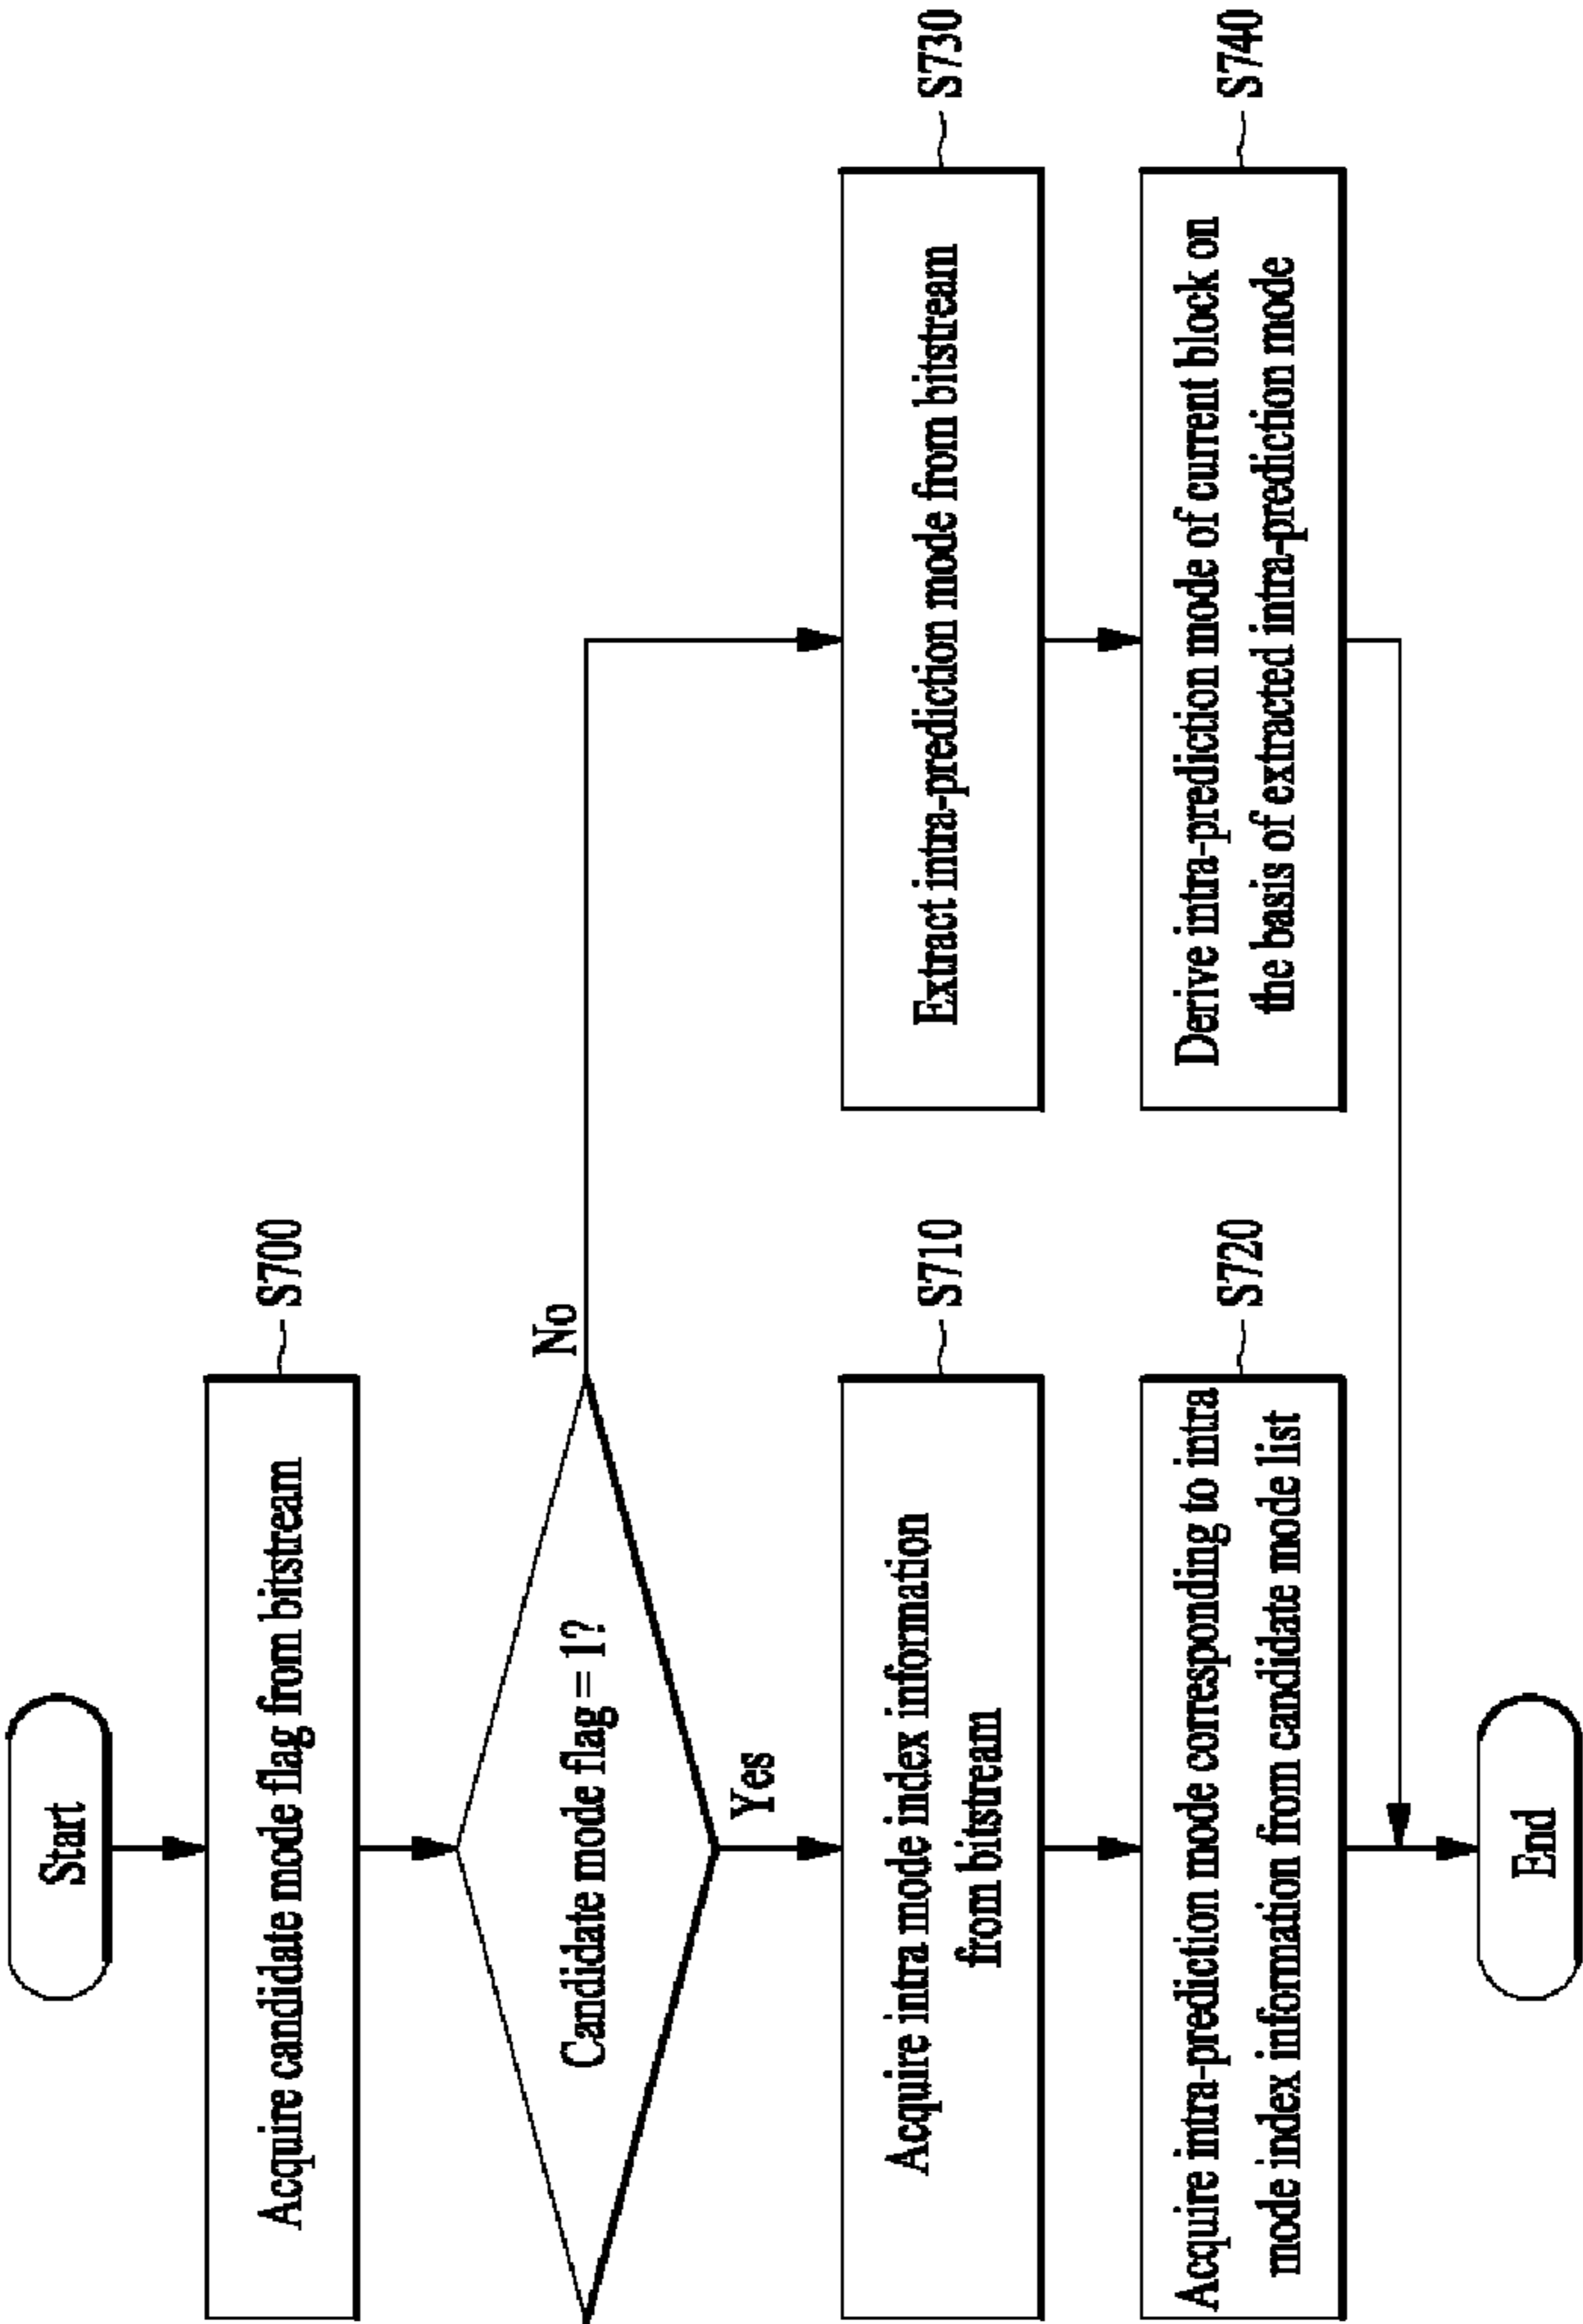 Start
Acquire candidate mode flag from bitstream
S700
Candidate mode flag = 1?
No
Yes
Acquire intra mode index information
from bitstream
S710
Extract intra-prediction mode from bitstream
S730
Acquire intra-prediction mode corresponding to intra
mode index information from candidate mode list
S720
Derive intra-prediction mode of current block on
the basis of extracted intra-prediction mode
S740
End